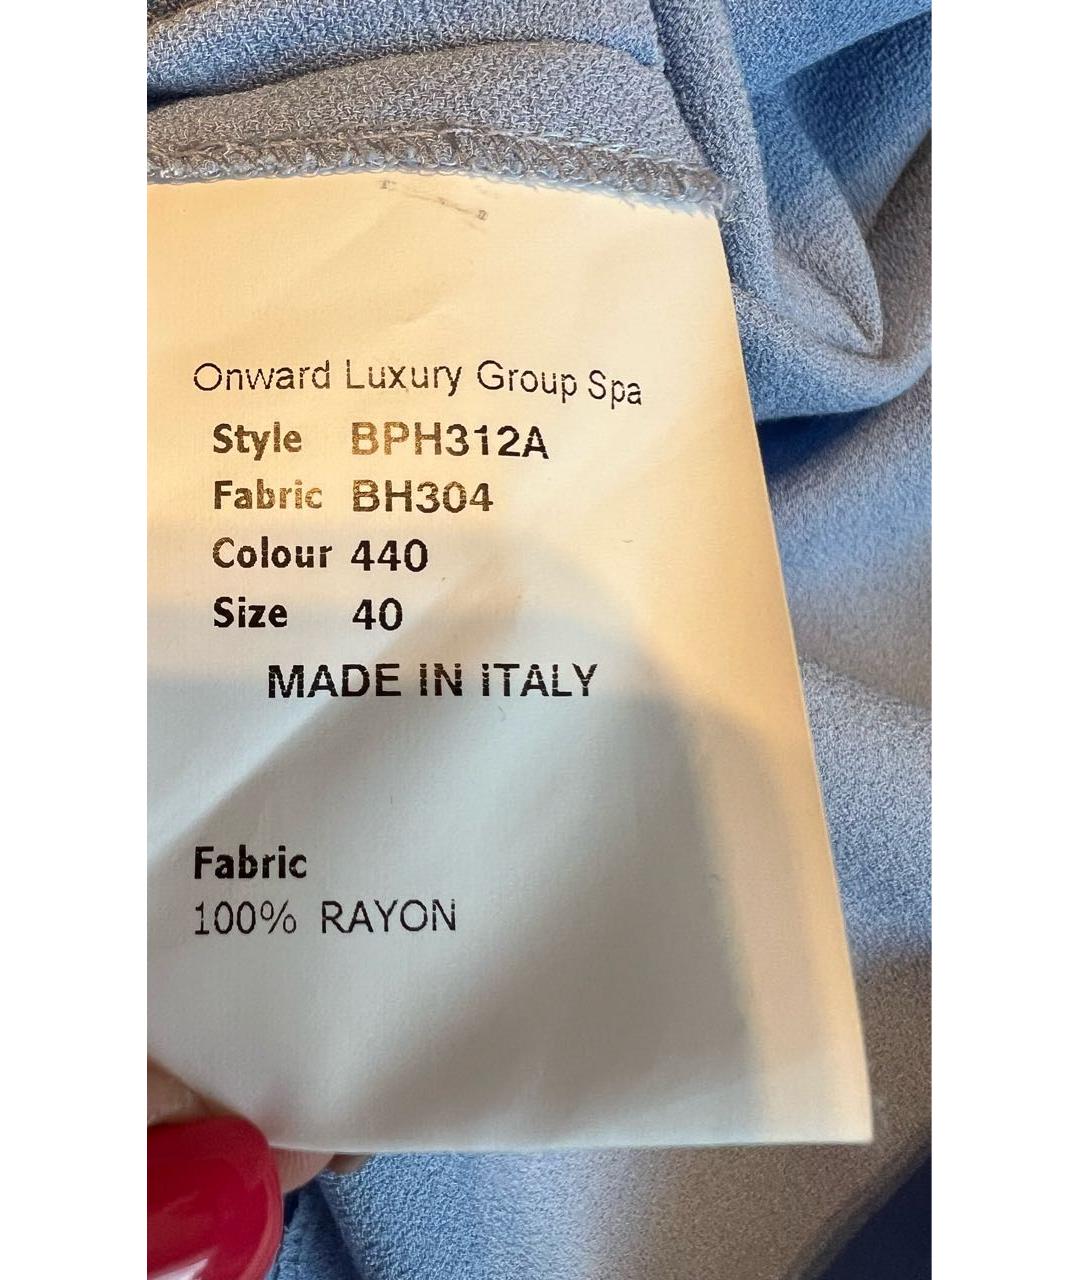 Onward Luxury Group Spa
Style BPH312A
Fabric BH304
Colour 440
Size 40
MADE IN ITALY
Fabric
100% RAYON